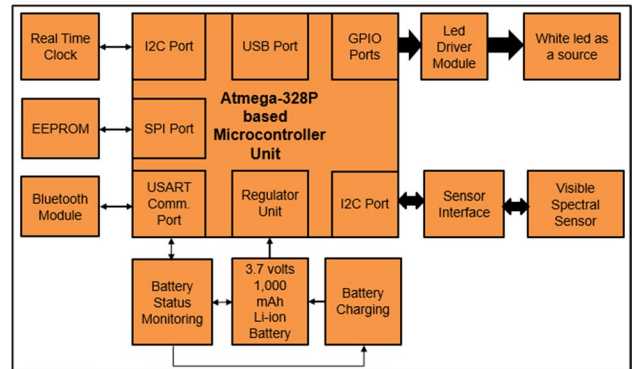 Real Time
Clock
I2C Port
USB Port
GPIO
Ports
Led
Driver
Module
White led as
a source
Atmega-328P
based
Microcontroller
Unit
EEPROM
SPI Port
Bluetooth
Module
USART
Comm.
Port
Regulator
Unit
I2C Port
Sensor
Interface
Visible
Spectral
Sensor
Battery
Status
Monitoring
3.7 volts
1,000
mAh
Li-ion
Battery
Battery
Charging